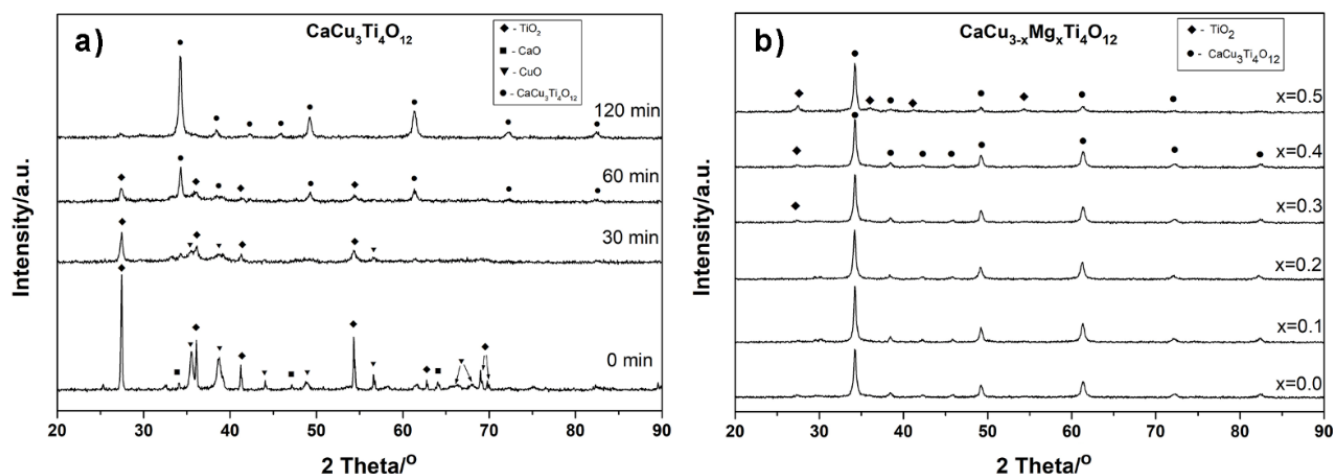 a)
CaCu3Ti4O12
◆ - TiO2
■ - CaO
▼ - CuO
● - CaCu3Ti4O12
120 min
60 min
30 min
0 min
Intensity/a.u.
20 30 40 50 60 70 80 90
2 Theta/O
b)
CaCu3-xMgxTi4O12
◆ - TiO2
● - CaCu3Ti4O12
x=0.5
x=0.4
x=0.3
x=0.2
x=0.1
x=0.0
Intensity/a.u.
20 30 40 50 60 70 80 90
2 Theta/O